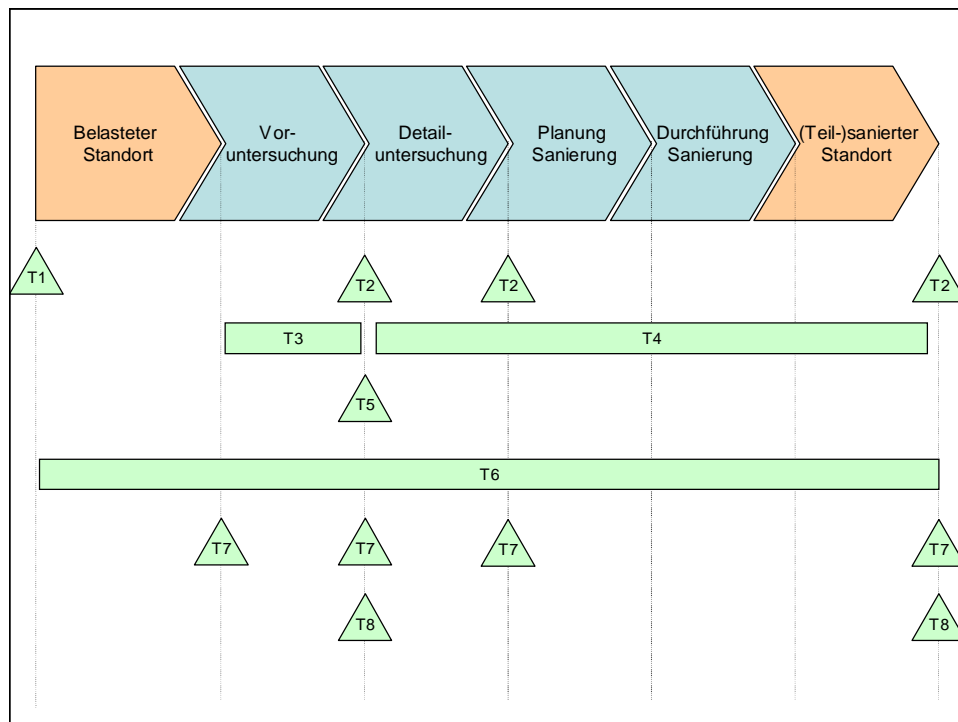 Belasteter
Standort
Vor-
untersuchung
Detail-
untersuchung
Planung
Sanierung
Durchführung
Sanierung
(Teil-)sanierter
Standort
T1
T2
T2
T2
T3
T4
T5
T6
T7
T7
T7
T7
T8
T8